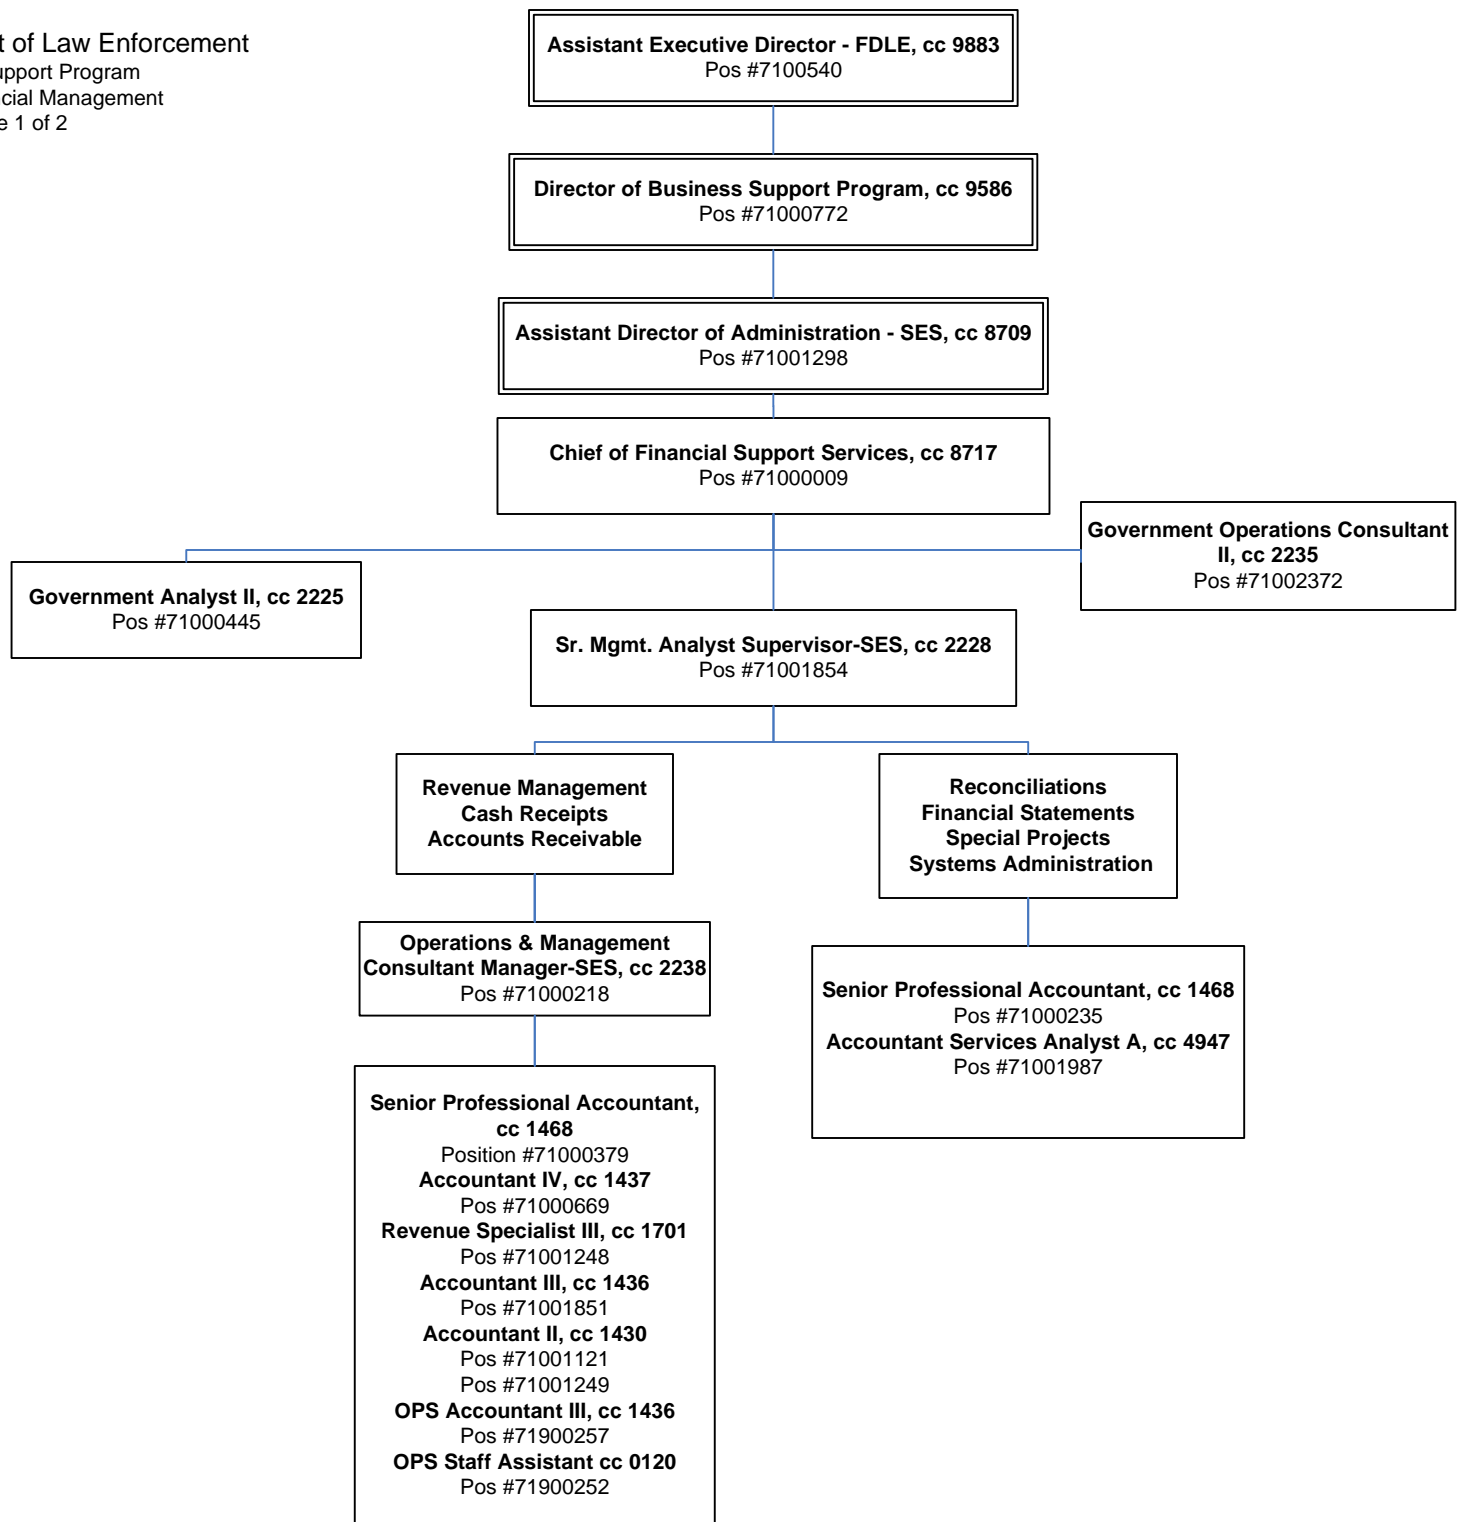 t of Law Enforcement
upport Program
cial Management
e 1 of 2
Assistant Executive Director - FDLE, cc 9883
Pos #7100540
Director of Business Support Program, cc 9586
Pos #71000772
Assistant Director of Administration - SES, cc 8709
Pos #71001298
Chief of Financial Support Services, cc 8717
Pos #71000009
Government Operations Consultant
II, cc 2235
Pos #71002372
Government Analyst II, cc 2225
Pos #71000445
Sr. Mgmt. Analyst Supervisor-SES, cc 2228
Pos #71001854
Revenue Management
Cash Receipts
Accounts Receivable
Reconciliations
Financial Statements
Special Projects
Systems Administration
Operations & Management
Consultant Manager-SES, cc 2238
Pos #71000218
Senior Professional Accountant, cc 1468
Pos #71000235
Accountant Services Analyst A, cc 4947
Pos #71001987
Senior Professional Accountant,
cc 1468
Position #71000379
Accountant IV, cc 1437
Pos #71000669
Revenue Specialist III, cc 1701
Pos #71001248
Accountant III, cc 1436
Pos #71001851
Accountant II, cc 1430
Pos #71001121
Pos #71001249
OPS Accountant III, cc 1436
Pos #71900257
OPS Staff Assistant cc 0120
Pos #71900252